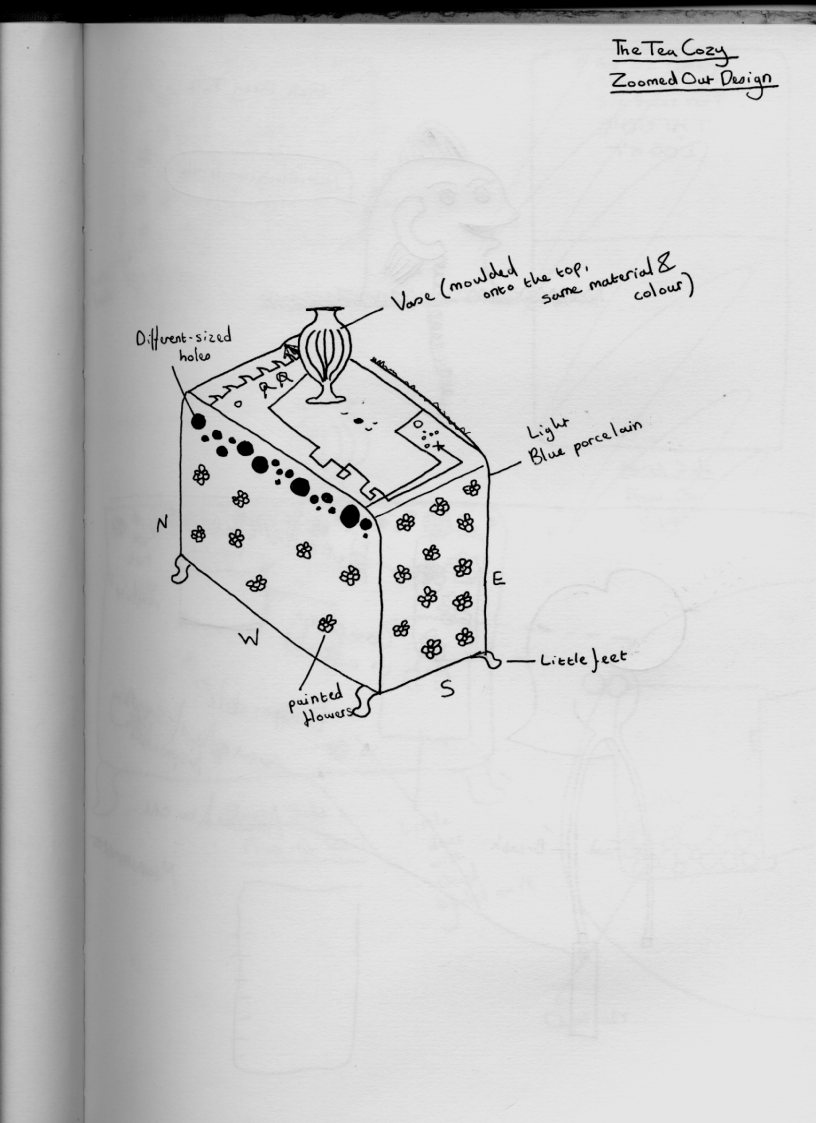 The Tea Cozy
Zoomed Out Design
Vase (moulded
onto the top,
same material &
colour)
Different-sized
holes
Light
Blue porcelain
N
E
W
S
Little feet
painted
flowers